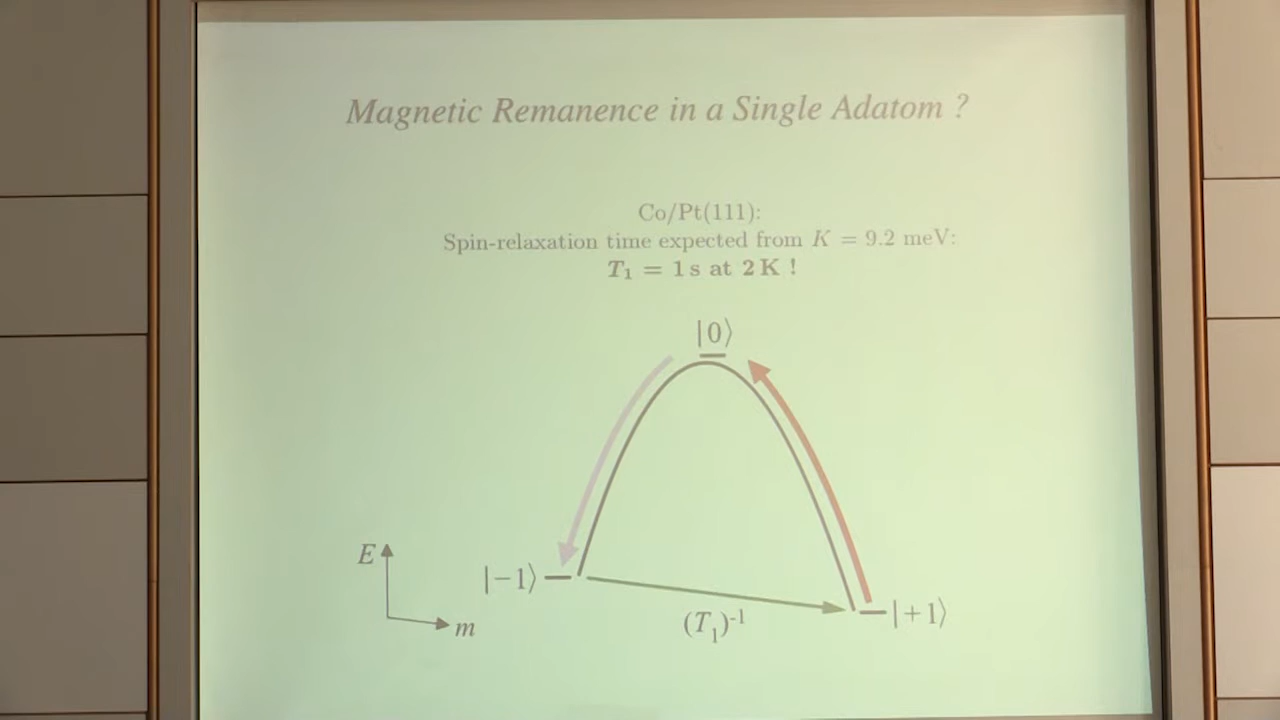 Magnetic Remanence in a Single Adatom ?
Co/Pt(111):
Spin-relaxation time expected from K = 9.2 meV:
T₁ = 1 s at 2 K !
|0⟩
E
|−1⟩
|+1⟩
(T₁)⁻¹
m